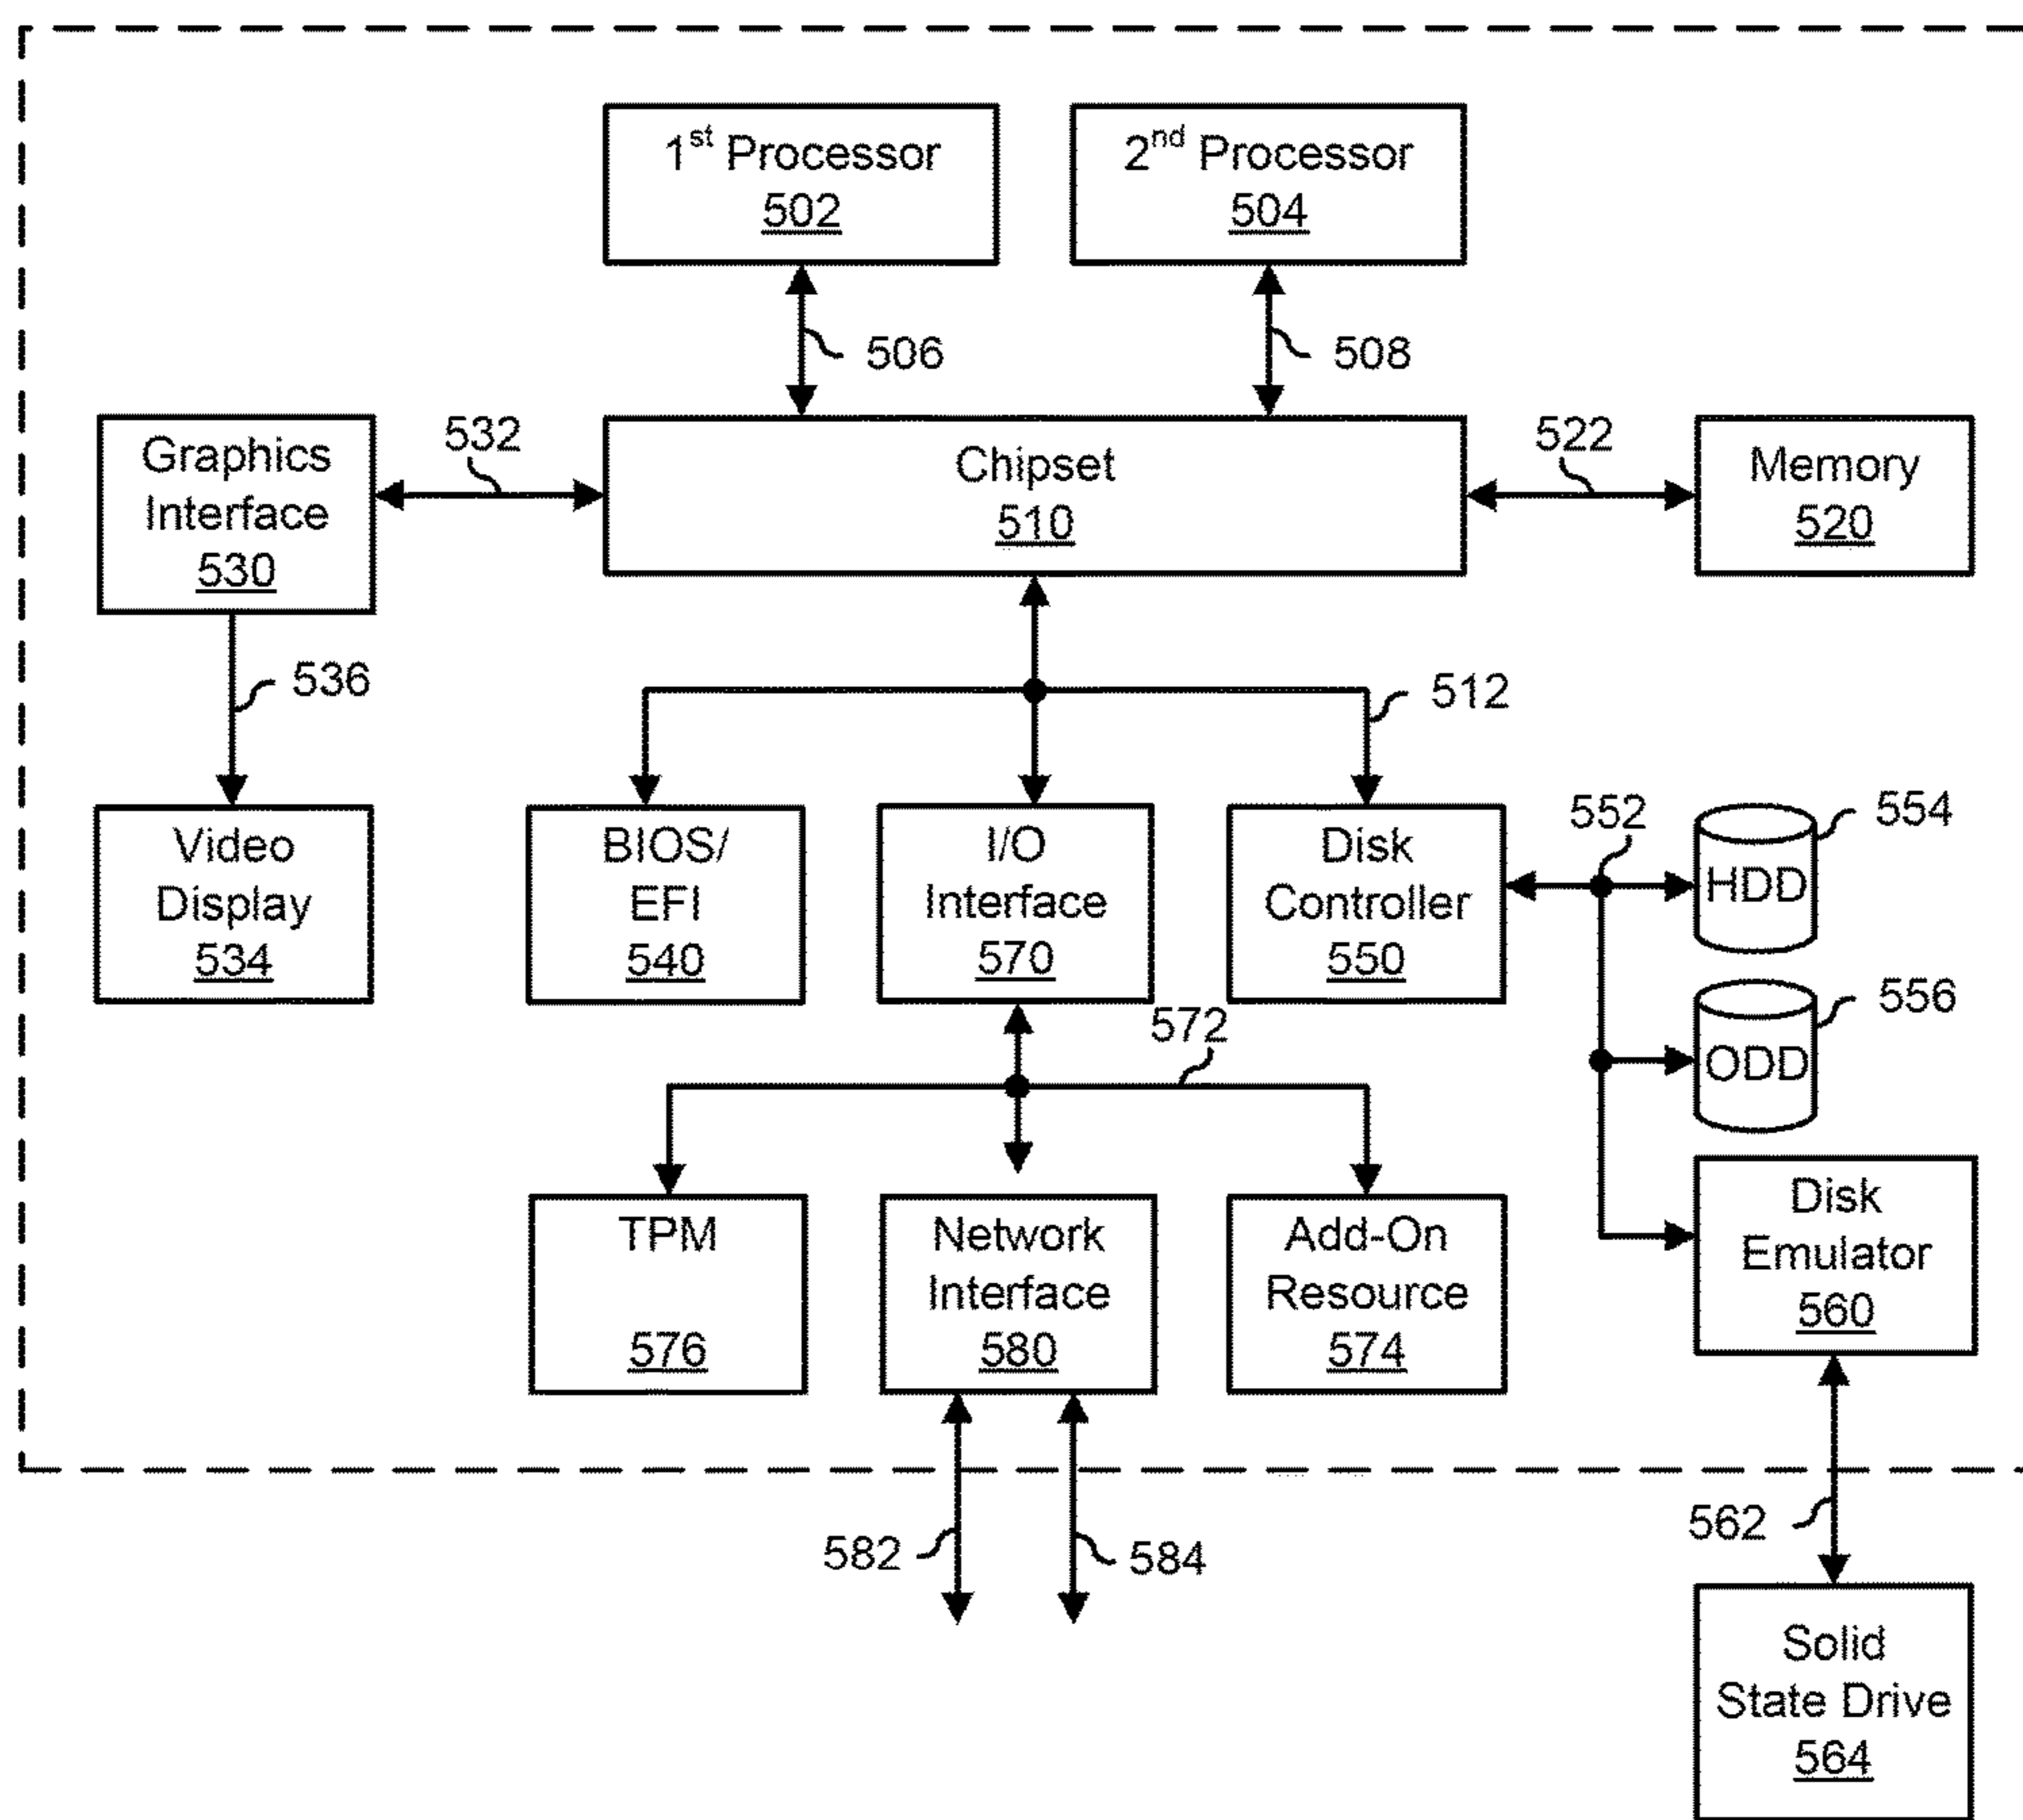 1st Processor
502
2nd Processor
504
506
508
Graphics
Interface
530
532
Chipset
510
522
Memory
520
536
512
Video
Display
534
BIOS/
EFI
540
I/O
Interface
570
Disk
Controller
550
552
HDD
554
ODD
556
572
TPM
576
Network
Interface
580
Add-On
Resource
574
Disk
Emulator
560
582
584
562
Solid
State Drive
564